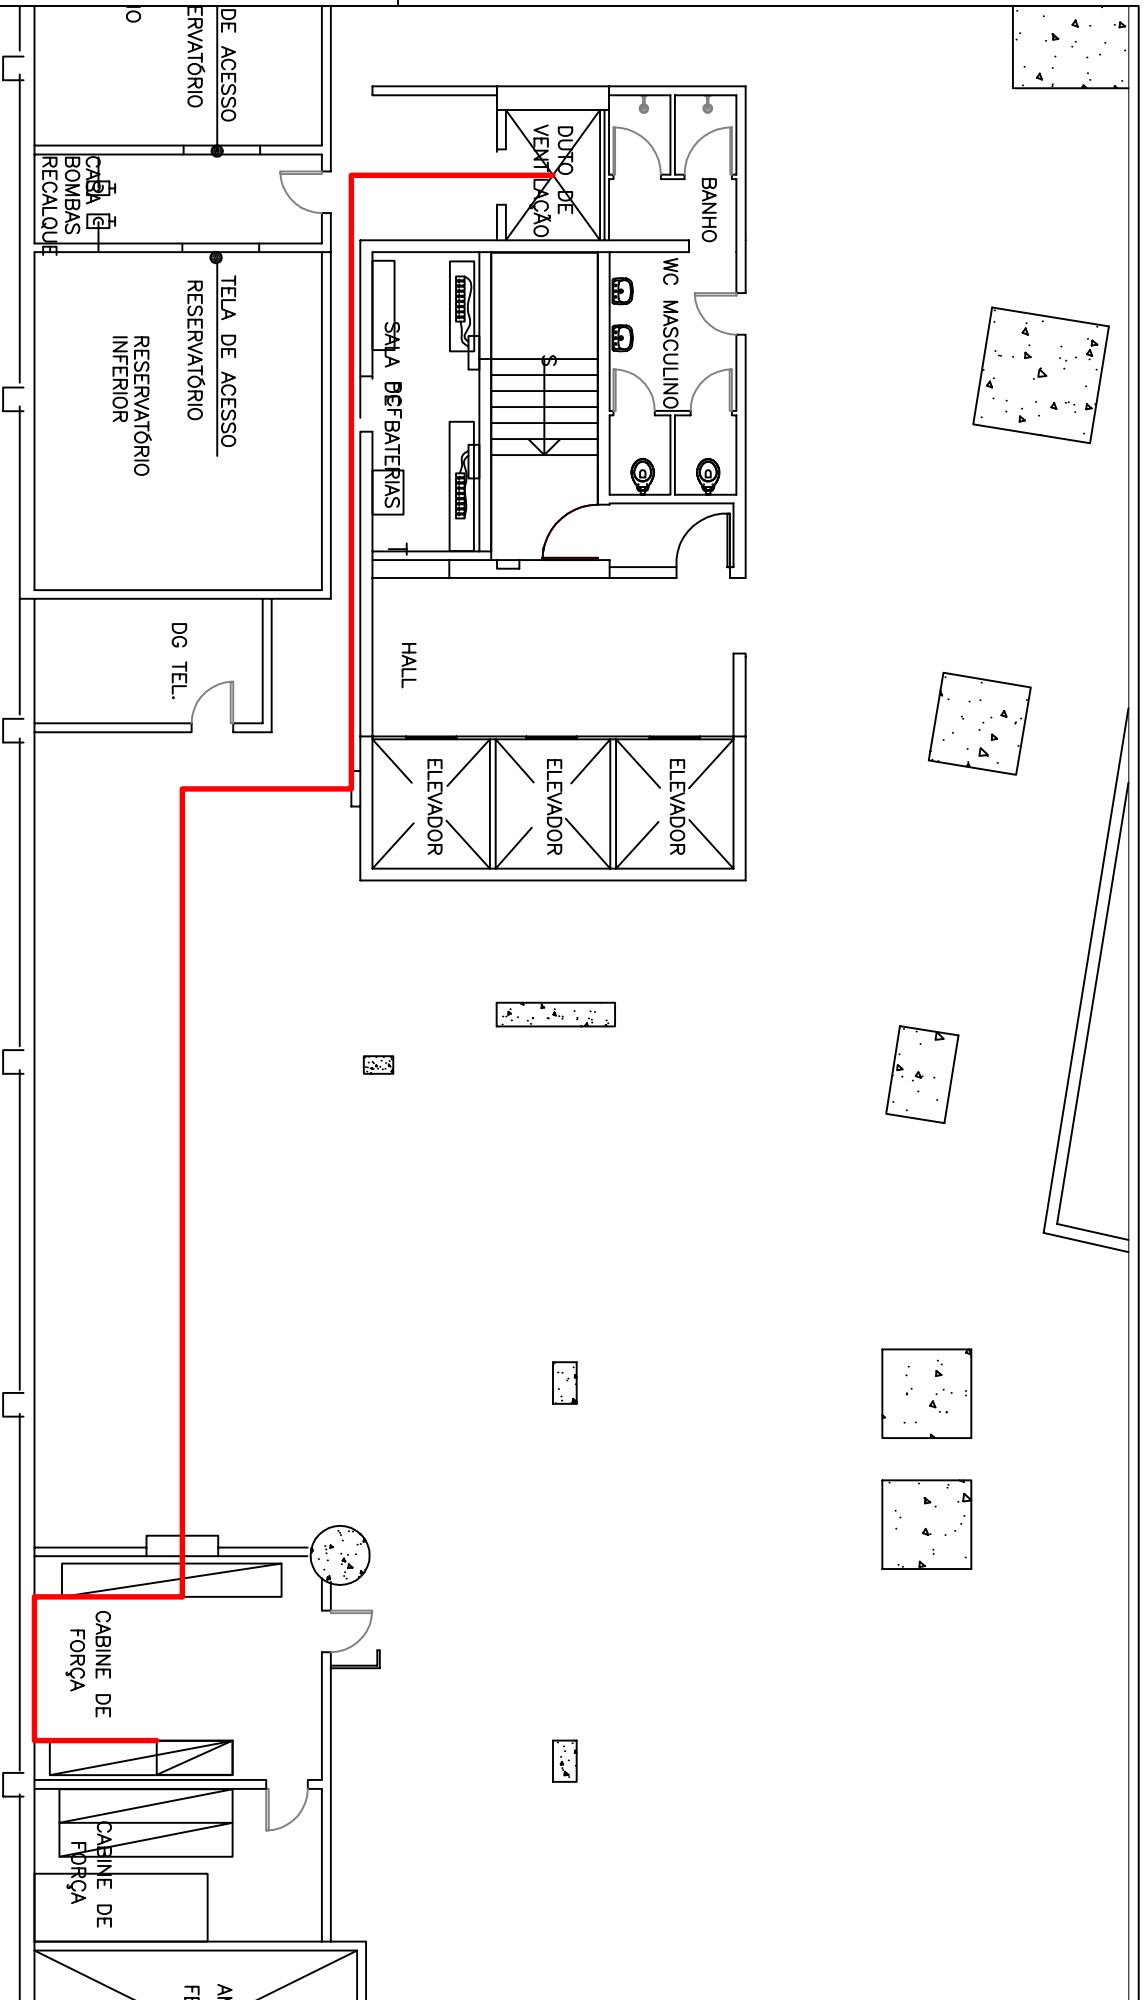 DE ACESSO
ERVATÓRIO
IO
CASA
BOMBAS
RECALQUE
DUTO DE
VENTILAÇÃO
BANHO
WC MASCULINO
TELA DE ACESSO
RESERVATÓRIO
RESERVATÓRIO
INFERIOR
SALA DE BATERIAS
S
T
DG TEL.
HALL
ELEVADOR
ELEVADOR
ELEVADOR
CABINE DE
FORÇA
CABINE DE
FORÇA